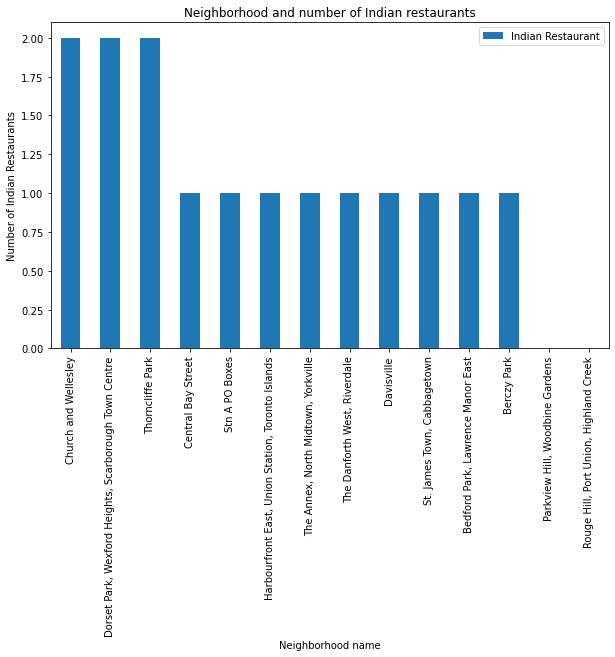 Neighborhood and number of Indian restaurants
Indian Restaurant
Number of Indian Restaurants
2.00
1.75
1.50
1.25
1.00
0.75
0.50
0.25
0.00
Church and Wellesley
Dorset Park, Wexford Heights, Scarborough Town Centre
Thorncliffe Park
Central Bay Street
Stn A PO Boxes
Harbourfront East, Union Station, Toronto Islands
The Annex, North Midtown, Yorkville
The Danforth West, Riverdale
Davisville
St. James Town, Cabbagetown
Bedford Park, Lawrence Manor East
Berczy Park
Parkview Hill, Woodbine Gardens
Rouge Hill, Port Union, Highland Creek
Neighborhood name